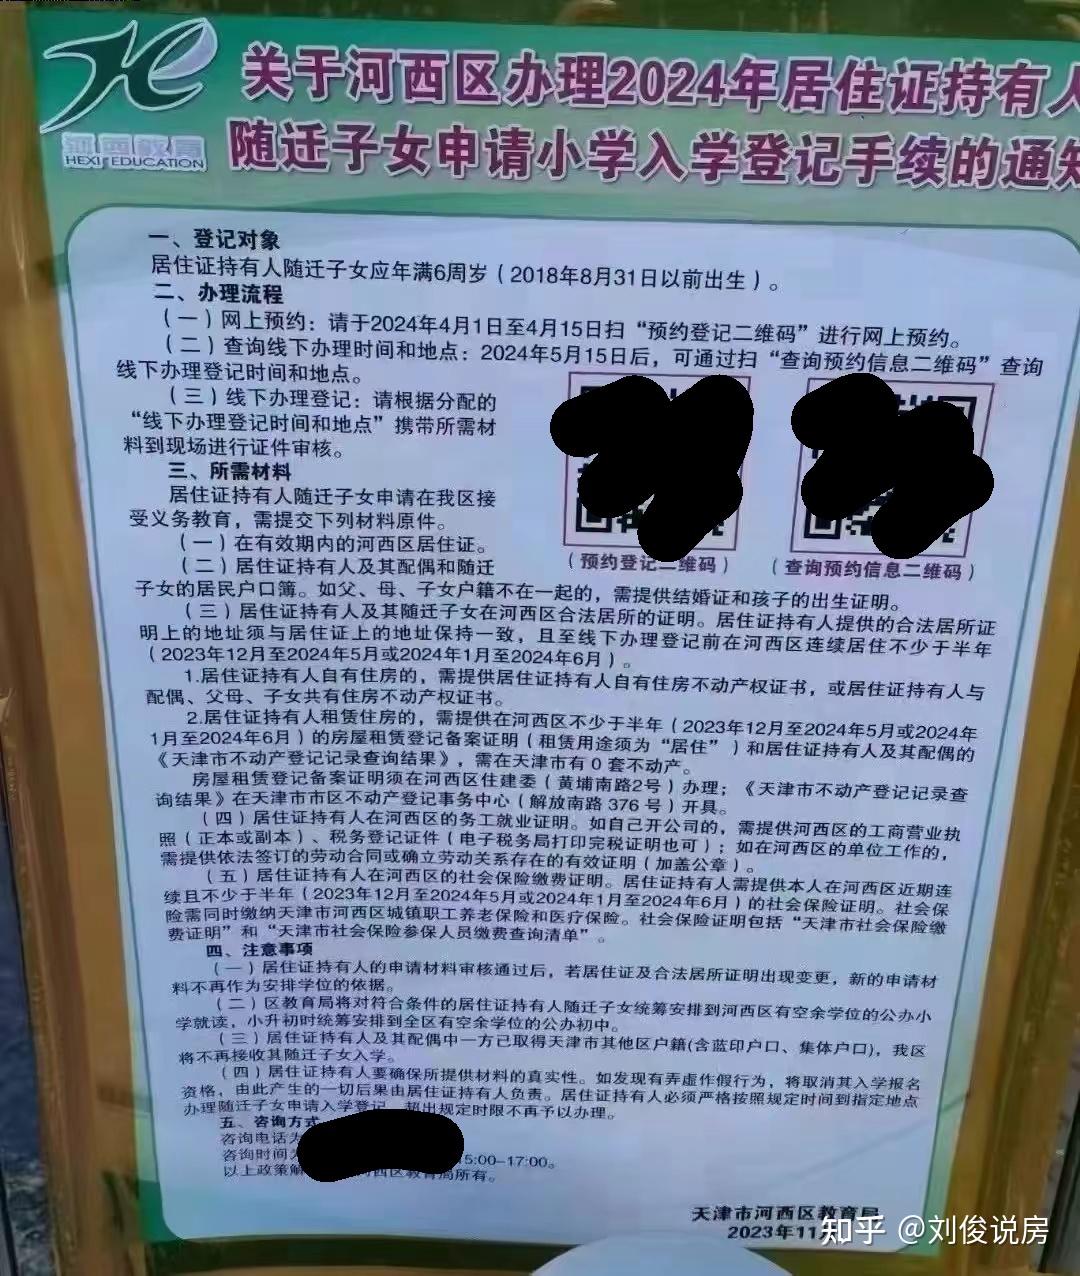 河西教育
HEXI EDUCATION
关于河西区办理2024年居住证持有人
随迁子女申请小学入学登记手续的通知
一、登记对象
居住证持有人随迁子女应年满6周岁（2018年8月31日以前出生）。
二、办理流程
（一）网上预约：请于2024年4月1日至4月15日扫“预约登记二维码”进行网上预约。
（二）查询线下办理时间和地点：2024年5月15日后，可通过扫“查询预约信息二维码”查询
线下办理登记时间和地点。
（三）线下办理登记：请根据分配的
“线下办理登记时间和地点”携带所需材
料到现场进行证件审核。
三、所需材料
居住证持有人随迁子女申请在我区接
受义务教育，需提交下列材料原件。
（一）在有效期内的河西区居住证。
（二）居住证持有人及其配偶和随迁
（预约登记二维码）
（查询预约信息二维码）
子女的居民户口簿。如父、母、子女户籍不在一起的，需提供结婚证和孩子的出生证明。
（三）居住证持有人及其随迁子女在河西区合法居所的证明。居住证持有人提供的合法居所证
明上的地址须与居住证上的地址保持一致，且至线下办理登记前在河西区连续居住不少于半年
（2023年12月至2024年5月或2024年1月至2024年6月）。
1.居住证持有人自有住房的，需提供居住证持有人自有住房不动产权证书，或居住证持有人与
配偶、父母、子女共有住房不动产权证书。
2.居住证持有人租赁住房的，需提供在河西区不少于半年（2023年12月至2024年5月或2024年
1月至2024年6月）的房屋租赁登记备案证明（租赁用途须为“居住”）和居住证持有人及其配偶的
《天津市不动产登记记录查询结果》，需在天津市有0套不动产。
房屋租赁登记备案证明须在河西区住建委（黄埔南路2号）办理；《天津市不动产登记记录查
询结果》在天津市市区不动产登记事务中心（解放南路376号）开具。
（四）居住证持有人在河西区的务工就业证明。如自己开公司的，需提供河西区的工商营业执
照（正本或副本）、税务登记证件（电子税务局打印完税证明也可）；如在河西区的单位工作的，
需提供依法签订的劳动合同或确立劳动关系存在的有效证明（加盖公章）。
（五）居住证持有人在河西区的社会保险缴费证明。居住证持有人需提供本人在河西区近期连
续且不少于半年（2023年12月至2024年5月或2024年1月至2024年6月）的社会保险证明。社会保
险需同时缴纳天津市河西区城镇职工养老保险和医疗保险。社会保险证明包括“天津市社会保险缴
费证明”和“天津市社会保险参保人员缴费查询清单”。
四、注意事项
（一）居住证持有人的申请材料审核通过后，若居住证及合法居所证明出现变更，新的申请材
料不再作为安排学位的依据。
（二）区教育局将对符合条件的居住证持有人随迁子女统筹安排到河西区有空余学位的公办小
学就读，小升初时统筹安排到全区有空余学位的公办初中。
（三）居住证持有人及其配偶中一方已取得天津市其他区户籍(含蓝印户口、集体户口)，我区
将不再接收其随迁子女入学。
（四）居住证持有人要确保所提供材料的真实性。如发现有弄虚作假行为，将取消其入学报名
资格，由此产生的一切后果由居住证持有人负责。居住证持有人必须严格按照规定时间到指定地点
办理随迁子女申请入学登记，超出规定时限不再予以办理。
五、咨询方式
咨询电话为
咨询时间为 5:00–17:00。
以上政策解 河西区教育局所有。
天津市河西区教育局
2023年11月
知乎 @刘俊说房